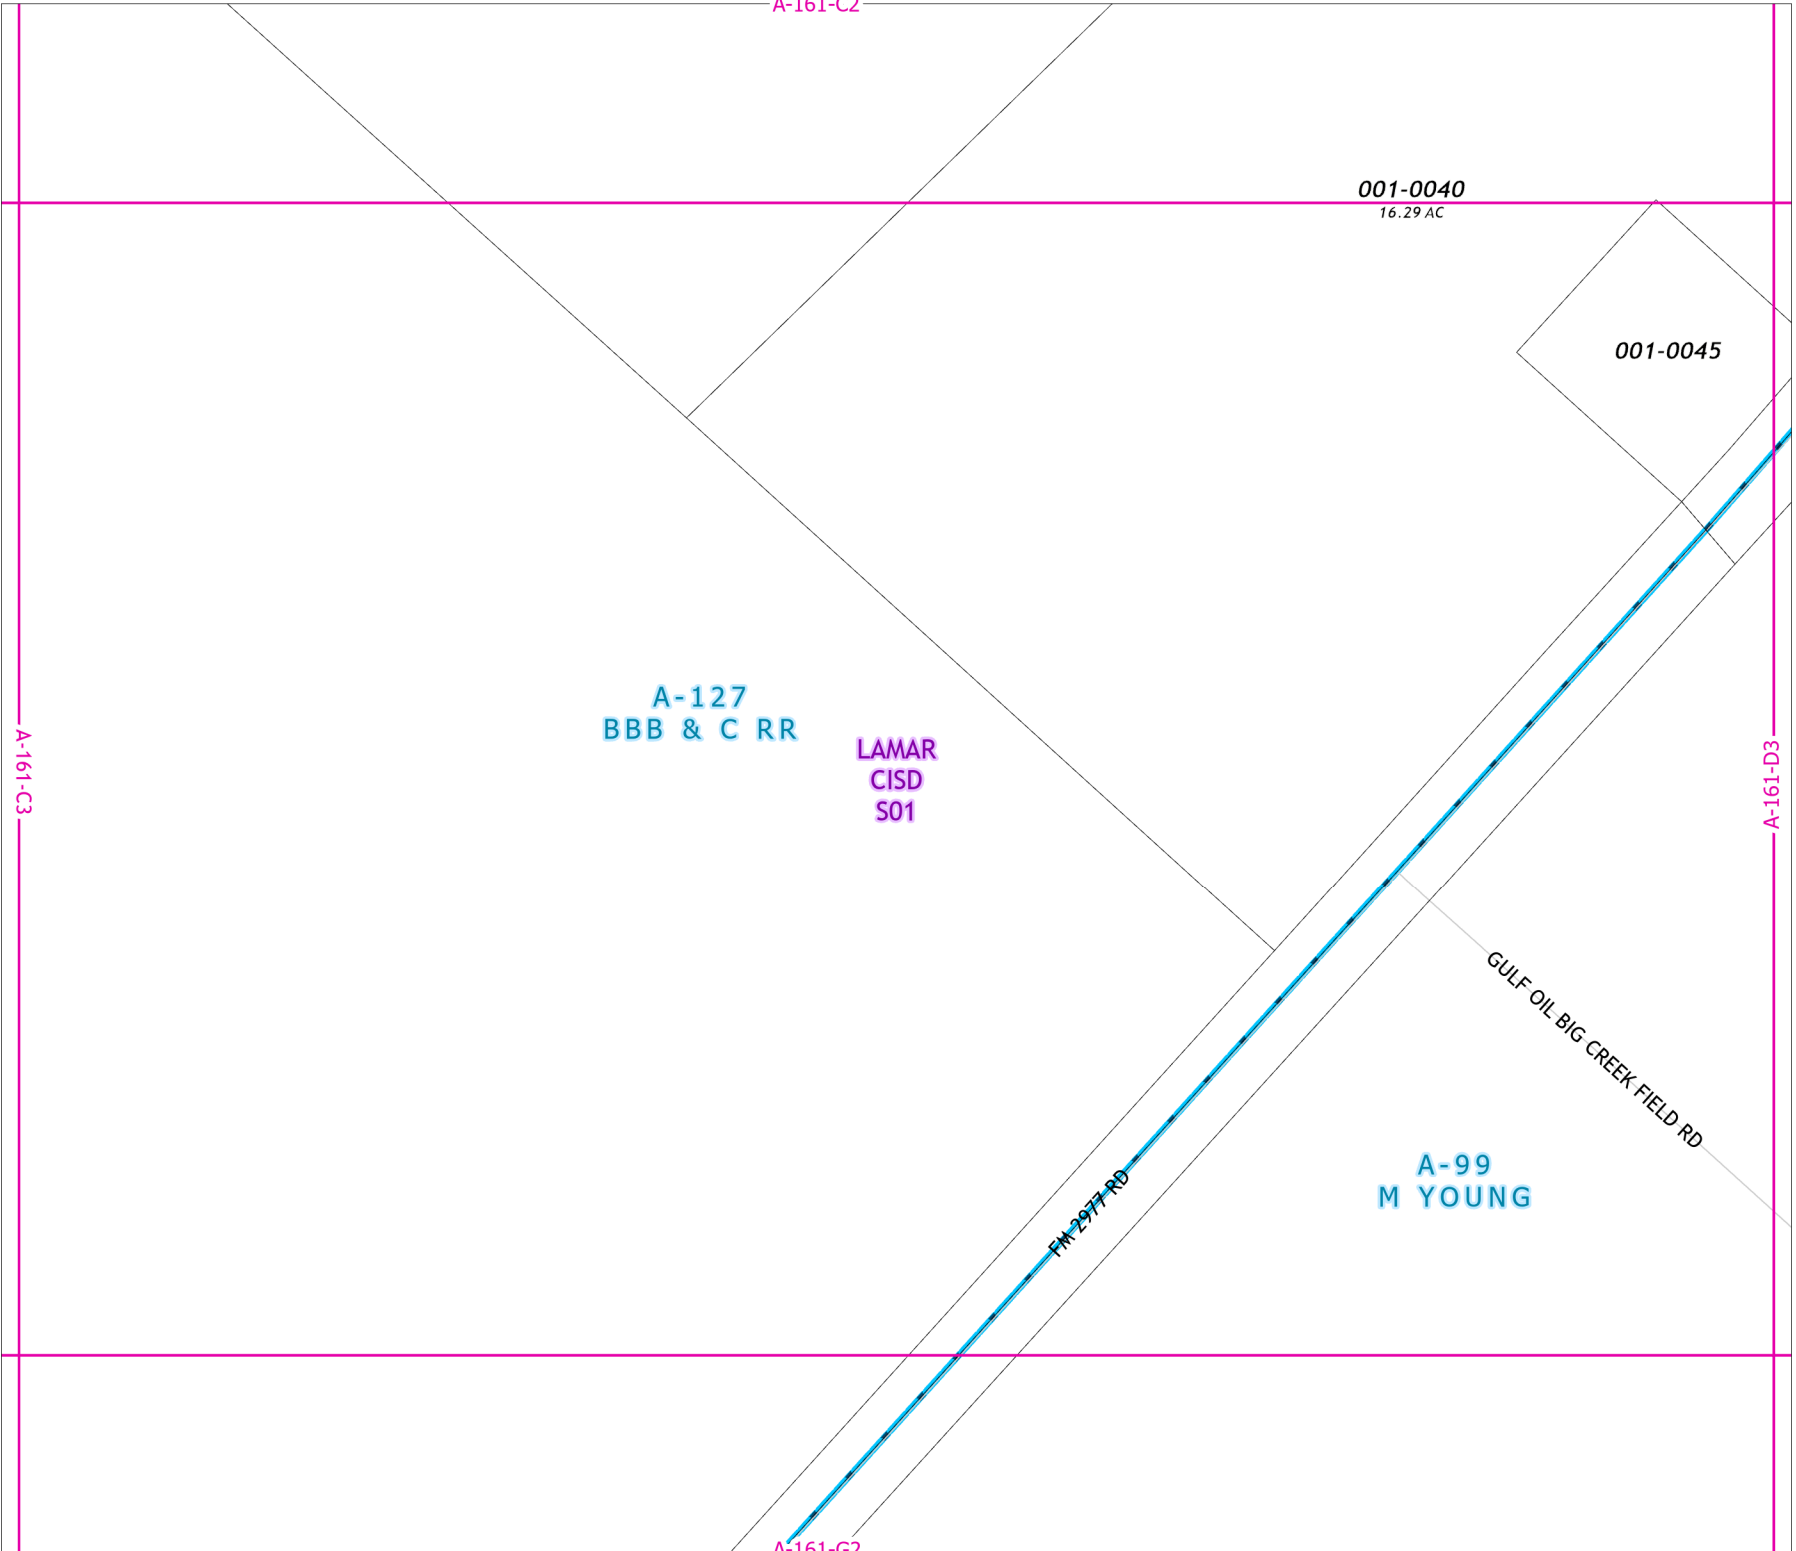 A-161-C2
001-0040
16.29 AC
001-0045
A-127
BBB & C RR
LAMAR
CISD
S01
A-161-C3
A-161-D3
GULF OIL BIG CREEK FIELD RD
A-99
M YOUNG
FM 2977 RD
A-161-G2